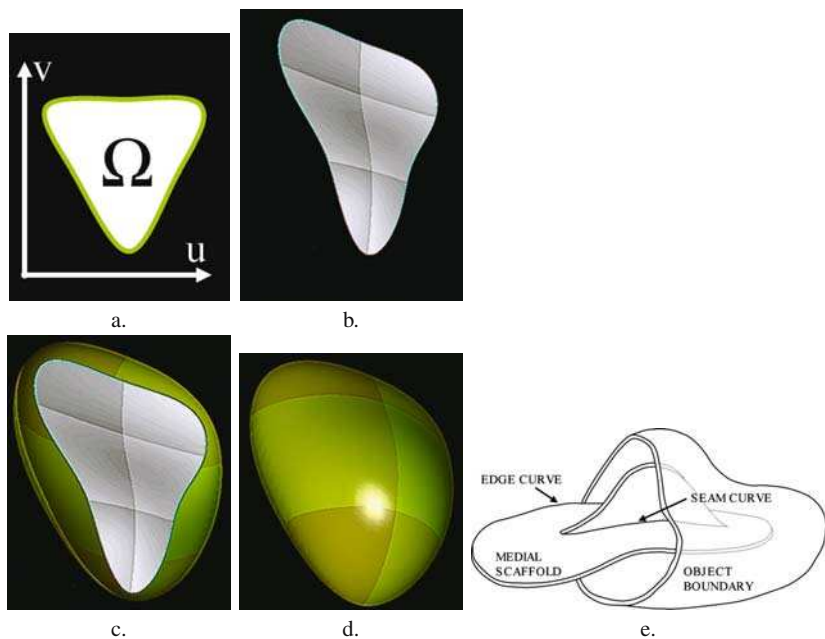 v
Ω
u
a.
b.
c.
d.
EDGE CURVE
SEAM CURVE
MEDIAL
SCAFFOLD
OBJECT
BOUNDARY
e.